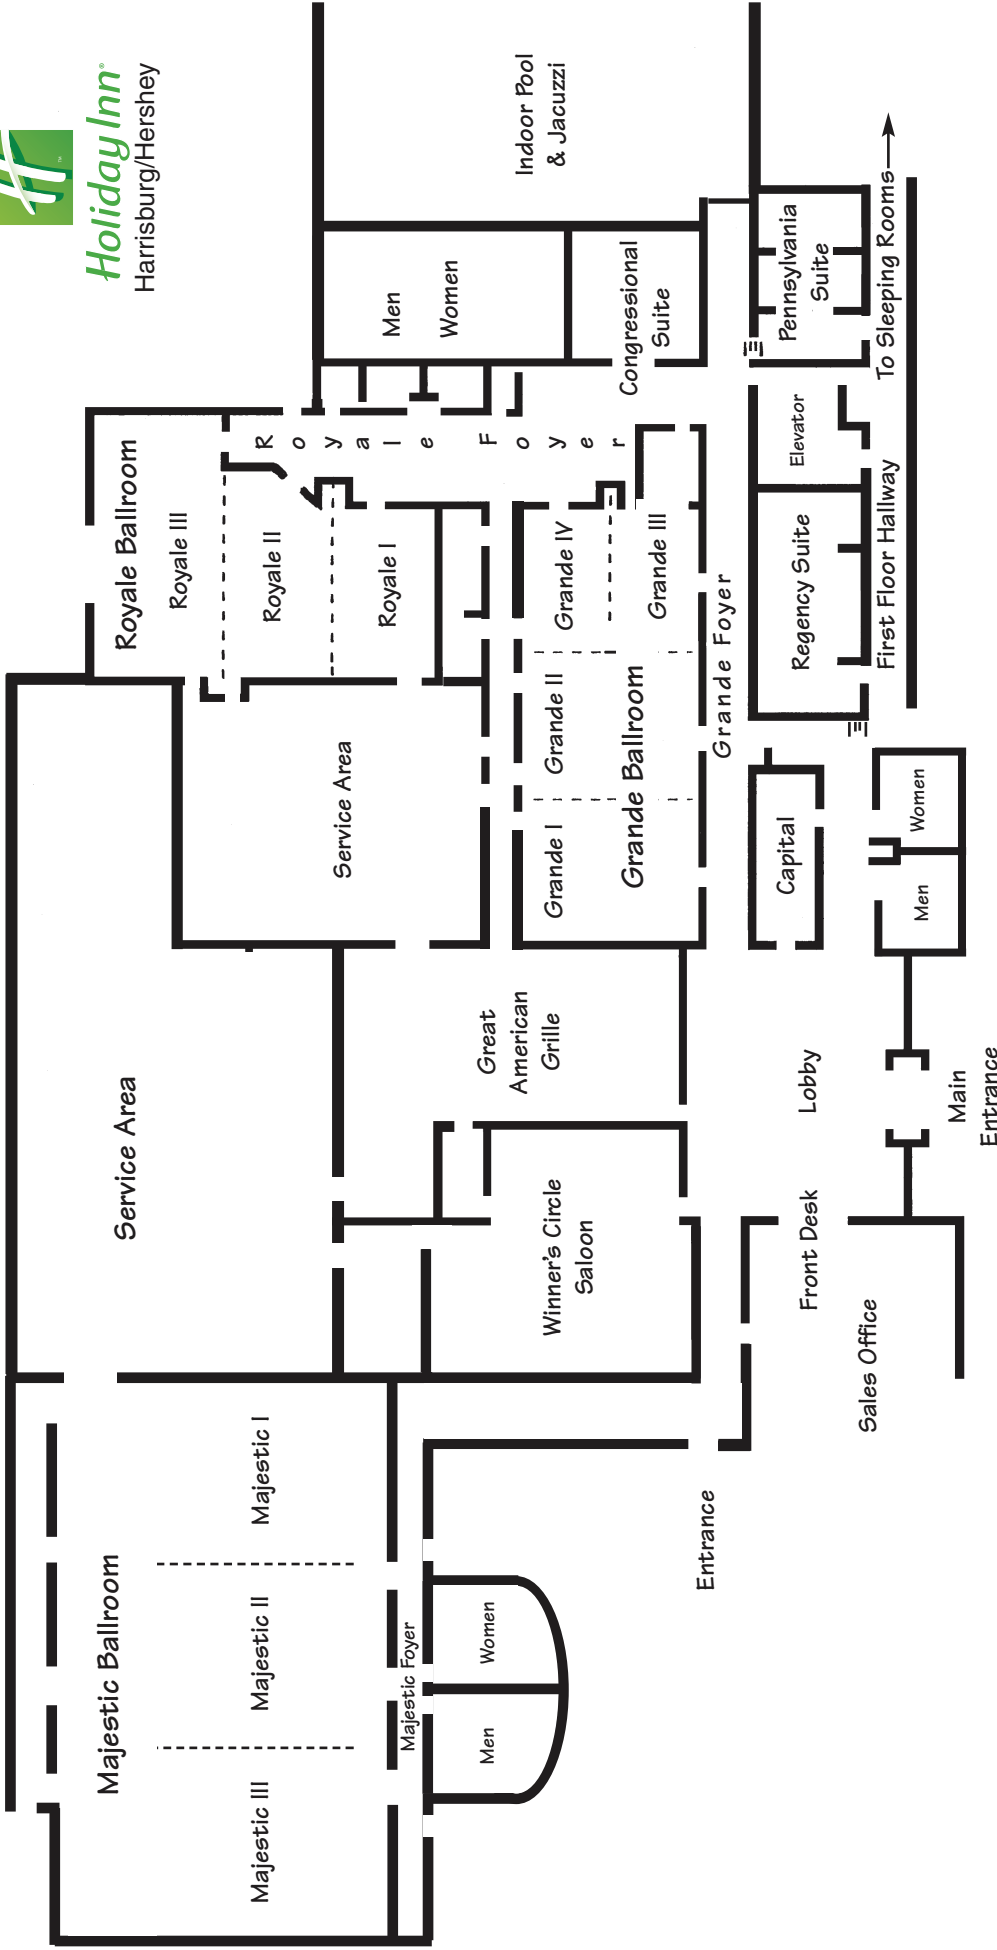 Holiday Inn®
Harrisburg/Hershey
H
™
Indoor Pool
& Jacuzzi
Men
Women
Congressional
Suite
Pennsylvania
Suite
To Sleeping Rooms
Royale Foyer
Elevator
Royale Ballroom
Royale III
Royale II
Royale I
Grande IV
Grande III
Regency Suite
First Floor Hallway
Grande Foyer
Grande II
Grande Ballroom
Grande I
Service Area
Capital
Women
Men
Great
American
Grille
Lobby
Main
Entrance
Service Area
Winner's Circle
Saloon
Front Desk
Sales Office
Majestic Ballroom
Majestic I
Majestic II
Majestic III
Majestic Foyer
Women
Men
Entrance